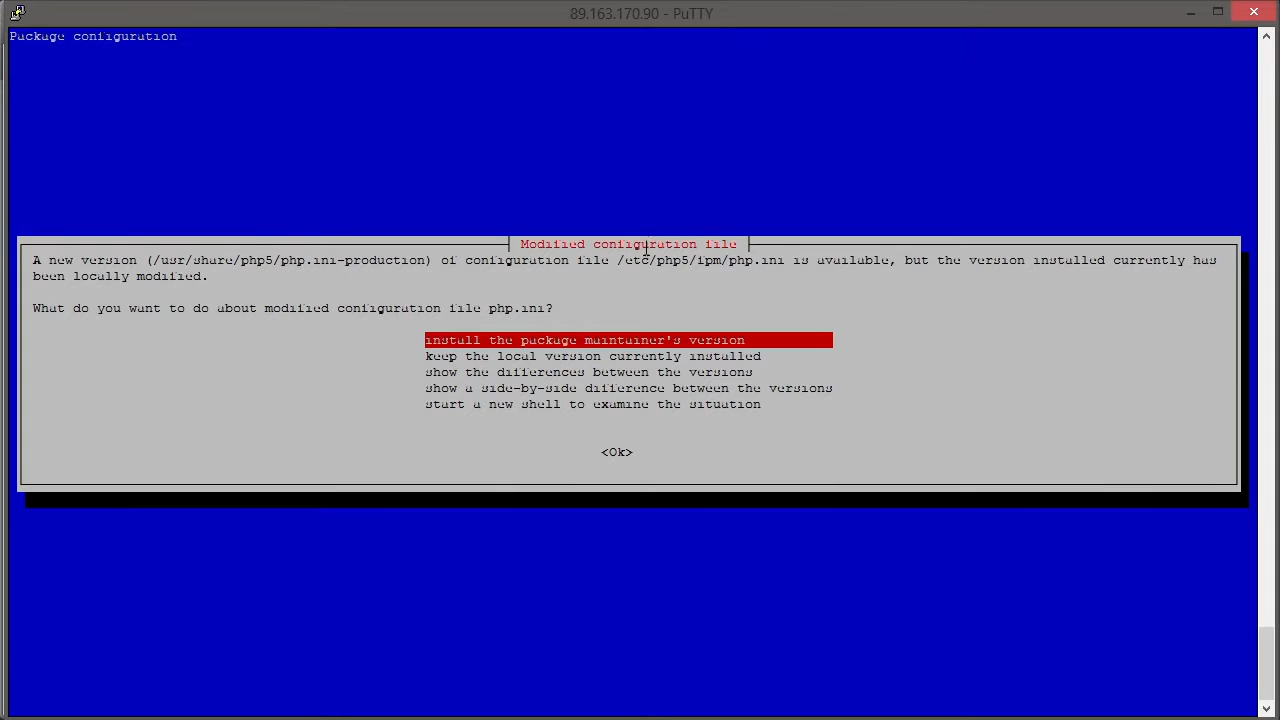 89.163.170.90 - PuTTY
Package configuration
Modified configuration file
A new version (/usr/share/php5/php.ini-production) of configuration file /etc/php5/fpm/php.ini is available, but the version installed currently has
been locally modified.
What do you want to do about modified configuration file php.ini?
install the package maintainer's version
keep the local version currently installed
show the differences between the versions
show a side-by-side difference between the versions
start a new shell to examine the situation
<Ok>